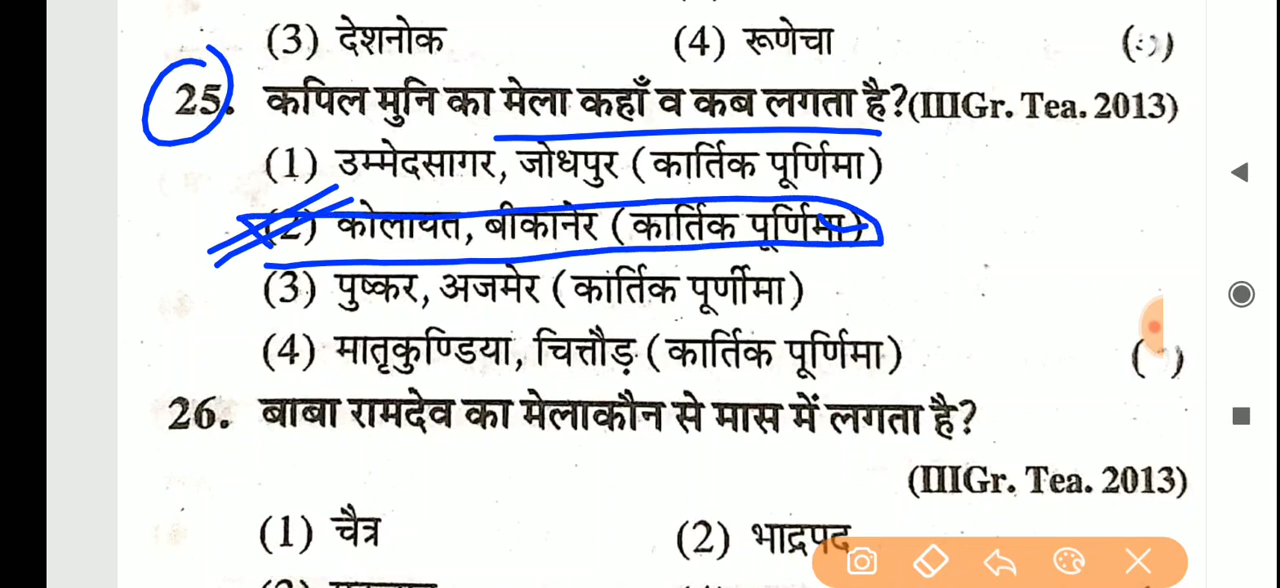 (3) देशनोक (4) रूणेचा
25. कपिल मुनि का मेला कहाँ व कब लगता है?(IIIGr. Tea. 2013)
(1) उम्मेदसागर, जोधपुर (कार्तिक पूर्णिमा)
(2) कोलायत, बीकानेर (कार्तिक पूर्णिमा)
(3) पुष्कर, अजमेर (कार्तिक पूर्णीमा)
(4) मातृकुण्डिया, चित्तौड़ (कार्तिक पूर्णिमा) ( )
26. बाबा रामदेव का मेलाकौन से मास में लगता है?
(IIIGr. Tea. 2013)
(1) चैत्र (2) भाद्रपद